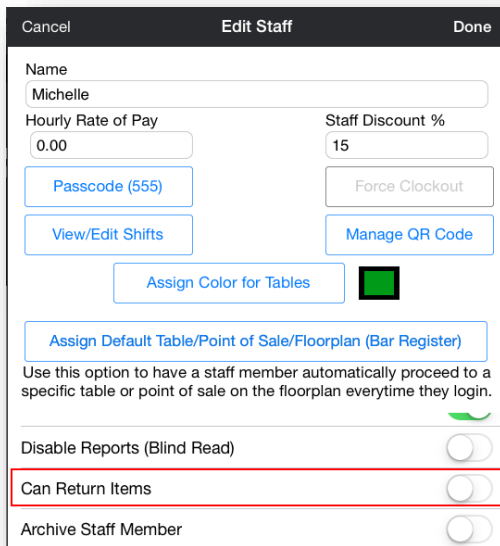 Cancel Edit Staff Done
Name
Michelle
Hourly Rate of Pay Staff Discount %
0.00 15
Passcode (555) Force Clockout
View/Edit Shifts Manage QR Code
Assign Color for Tables
Assign Default Table/Point of Sale/Floorplan (Bar Register)
Use this option to have a staff member automatically proceed to a
specific table or point of sale on the floorplan everytime they login.
Disable Reports (Blind Read)
Can Return Items
Archive Staff Member